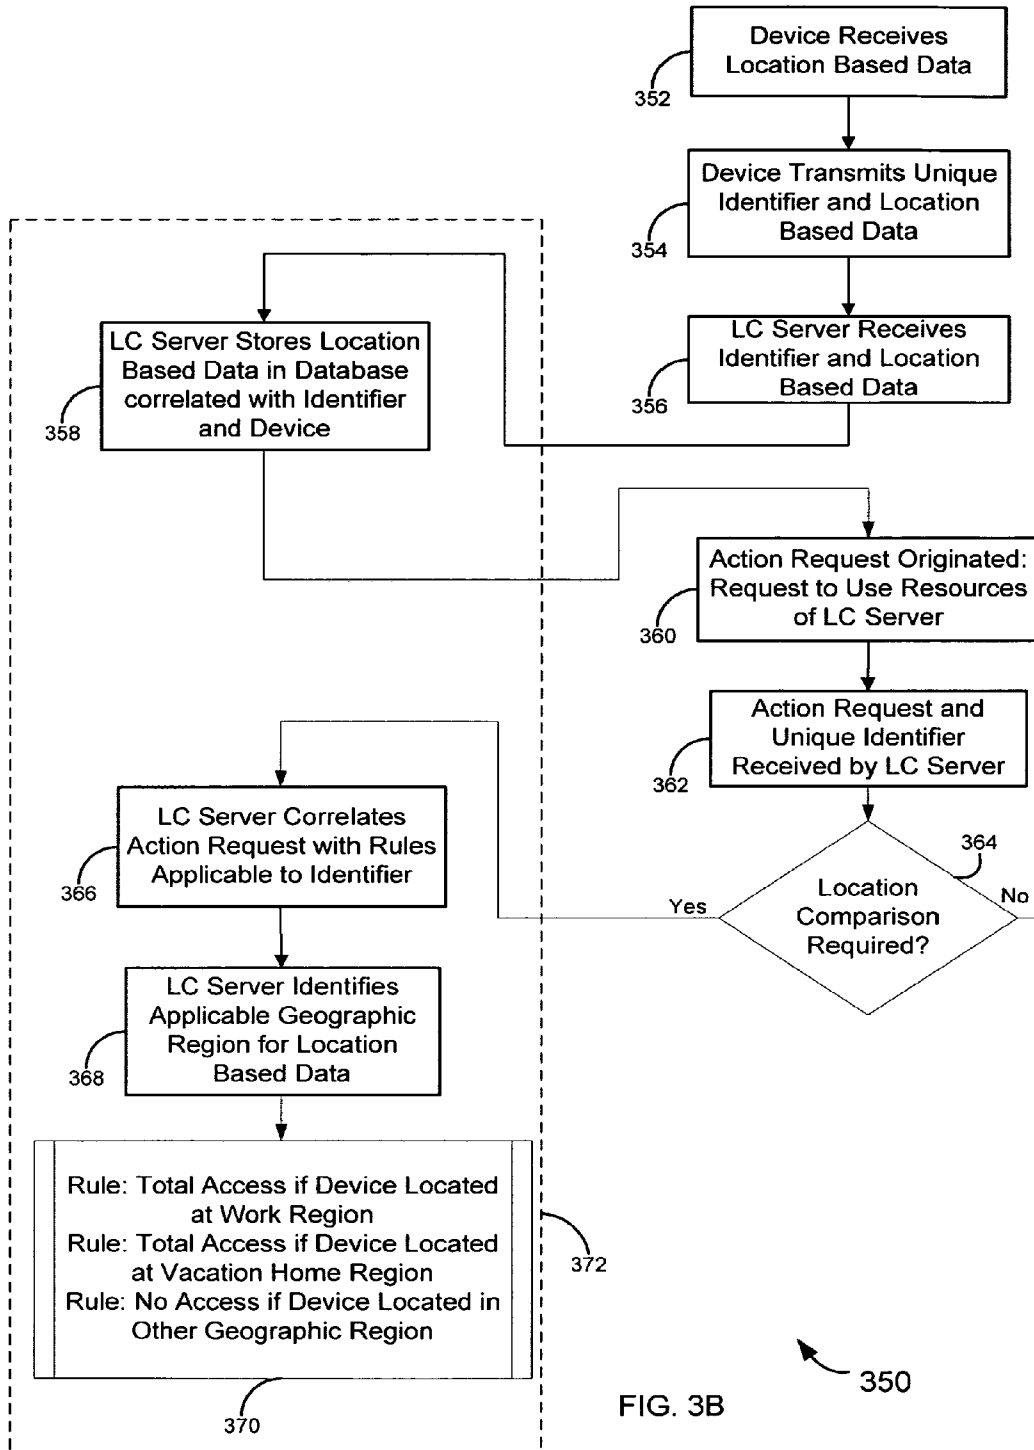 Device Receives
Location Based Data
352
Device Transmits Unique
Identifier and Location
Based Data
354
LC Server Receives
Identifier and Location
Based Data
356
LC Server Stores Location
Based Data in Database
correlated with Identifier
and Device
358
Action Request Originated:
Request to Use Resources
of LC Server
360
Action Request and
Unique Identifier
Received by LC Server
362
364
Location
Comparison
Required?
Yes
No
LC Server Correlates
Action Request with Rules
Applicable to Identifier
366
LC Server Identifies
Applicable Geographic
Region for Location
Based Data
368
Rule: Total Access if Device Located
at Work Region
Rule: Total Access if Device Located
at Vacation Home Region
Rule: No Access if Device Located in
Other Geographic Region
370
372
350
FIG. 3B